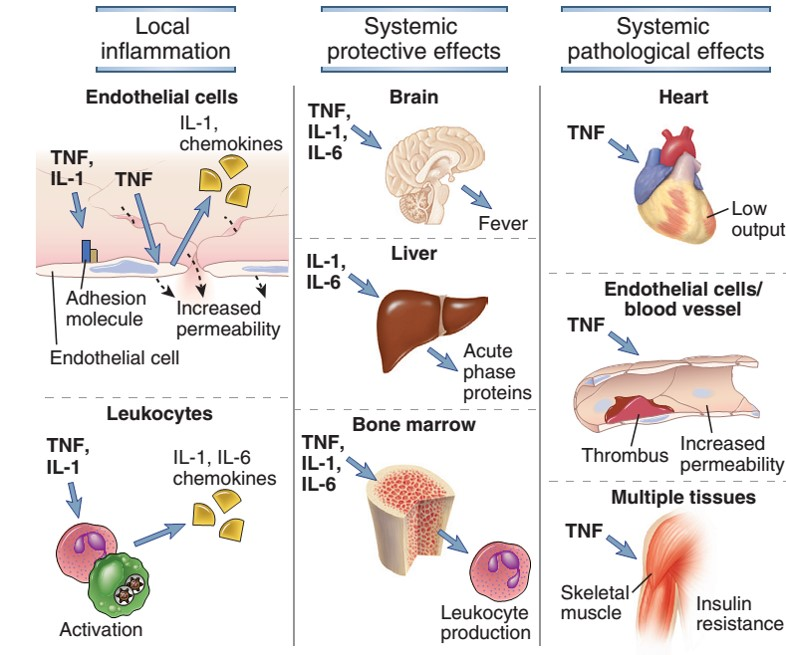 Local
inflammation
Endothelial cells
TNF,
IL-1
TNF
IL-1,
chemokines
Adhesion
molecule
Increased
permeability
Endothelial cell
Leukocytes
TNF,
IL-1
IL-1, IL-6
chemokines
Activation
Systemic
protective effects
Brain
TNF,
IL-1,
IL-6
Fever
Liver
IL-1,
IL-6
Acute
phase
proteins
Bone marrow
TNF,
IL-1,
IL-6
Leukocyte
production
Systemic
pathological effects
Heart
TNF
Low
output
Endothelial cells/
blood vessel
TNF
Thrombus
Increased
permeability
Multiple tissues
TNF
Skeletal
muscle
Insulin
resistance